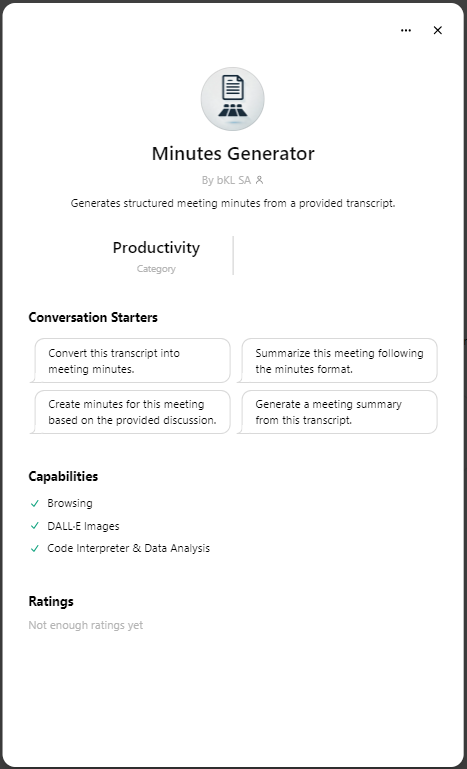 Minutes Generator
By bKL SA
Generates structured meeting minutes from a provided transcript.
Productivity
Category
Conversation Starters
Convert this transcript into
meeting minutes.
Summarize this meeting following
the minutes format.
Create minutes for this meeting
based on the provided discussion.
Generate a meeting summary
from this transcript.
Capabilities
Browsing
DALL·E Images
Code Interpreter & Data Analysis
Ratings
Not enough ratings yet